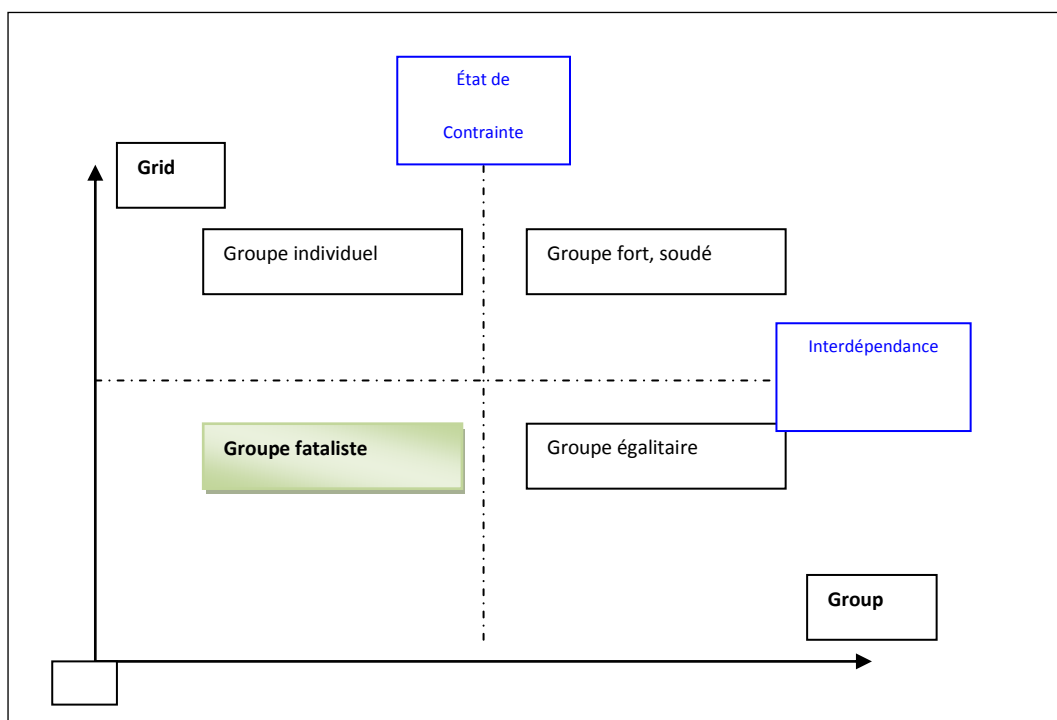 État de
Contrainte
Grid
Groupe individuel
Groupe fort, soudé
Interdépendance
Groupe fataliste
Groupe égalitaire
Group